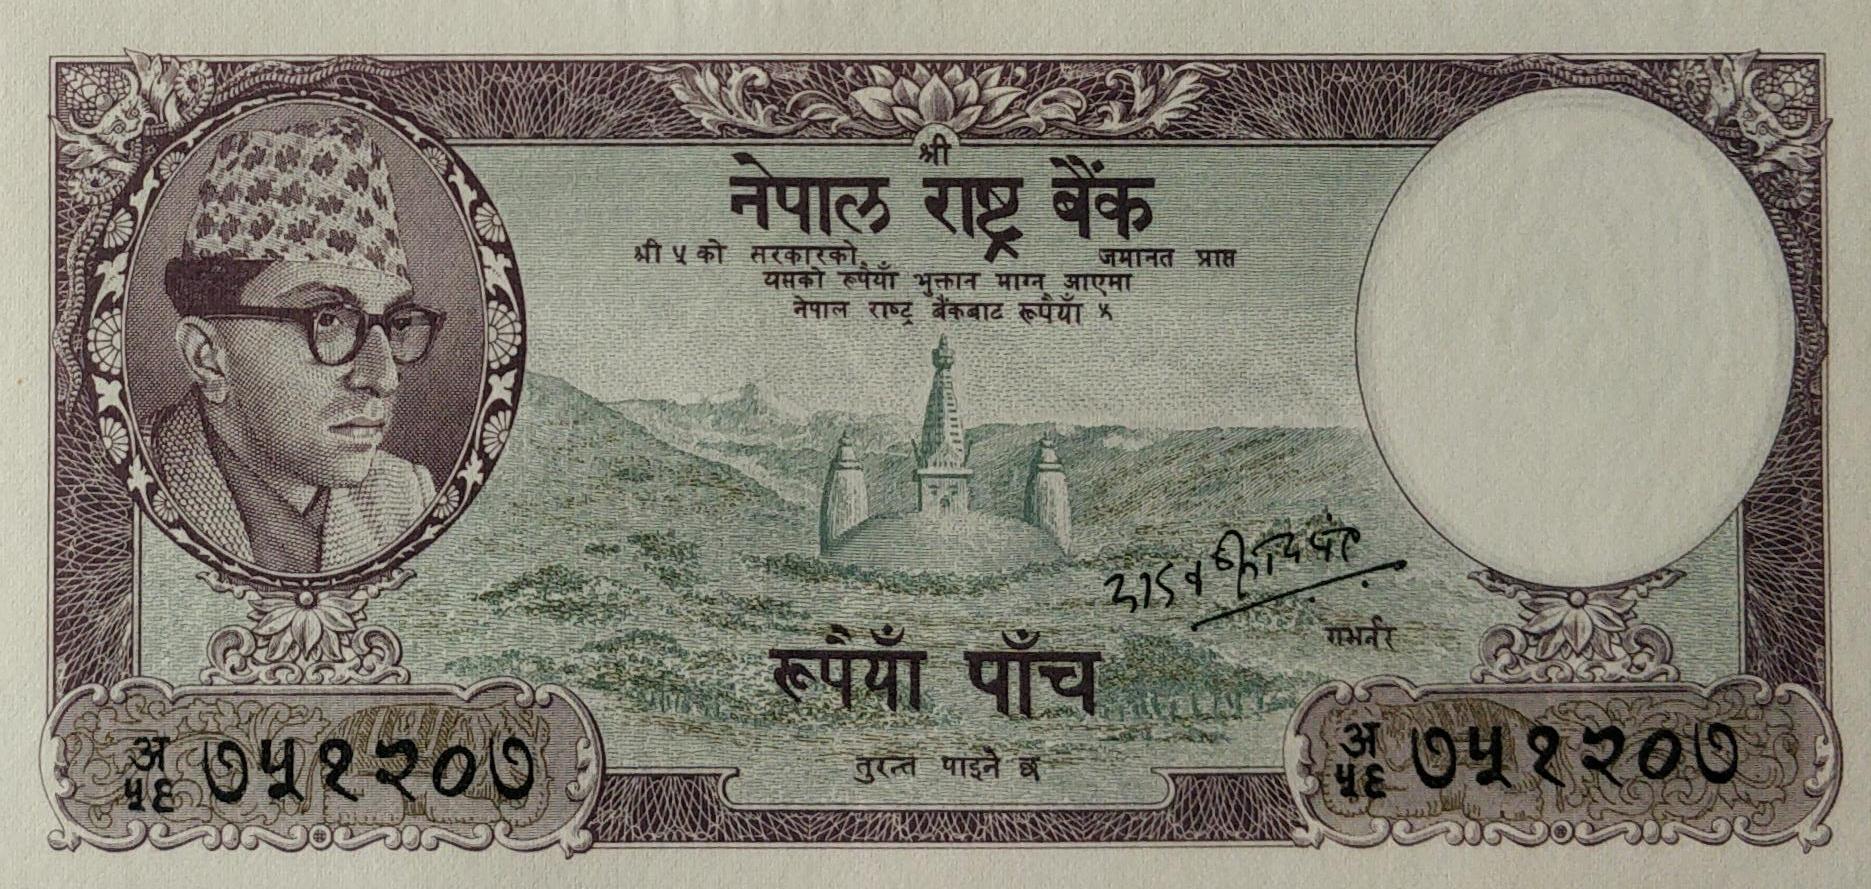 श्री
नेपाल राष्ट्र बैंक
श्री ५ को सरकारको जमानत प्राप्त
यसको रूपैयाँ भुक्तान माग्न आएमा
नेपाल राष्ट्र बैंकबाट रूपैयाँ ५
गभर्नर
रूपैयाँ पाँच
तुरन्त पाइने छ
अ
५६ ७५१२०७
अ
५६ ७५१२०७